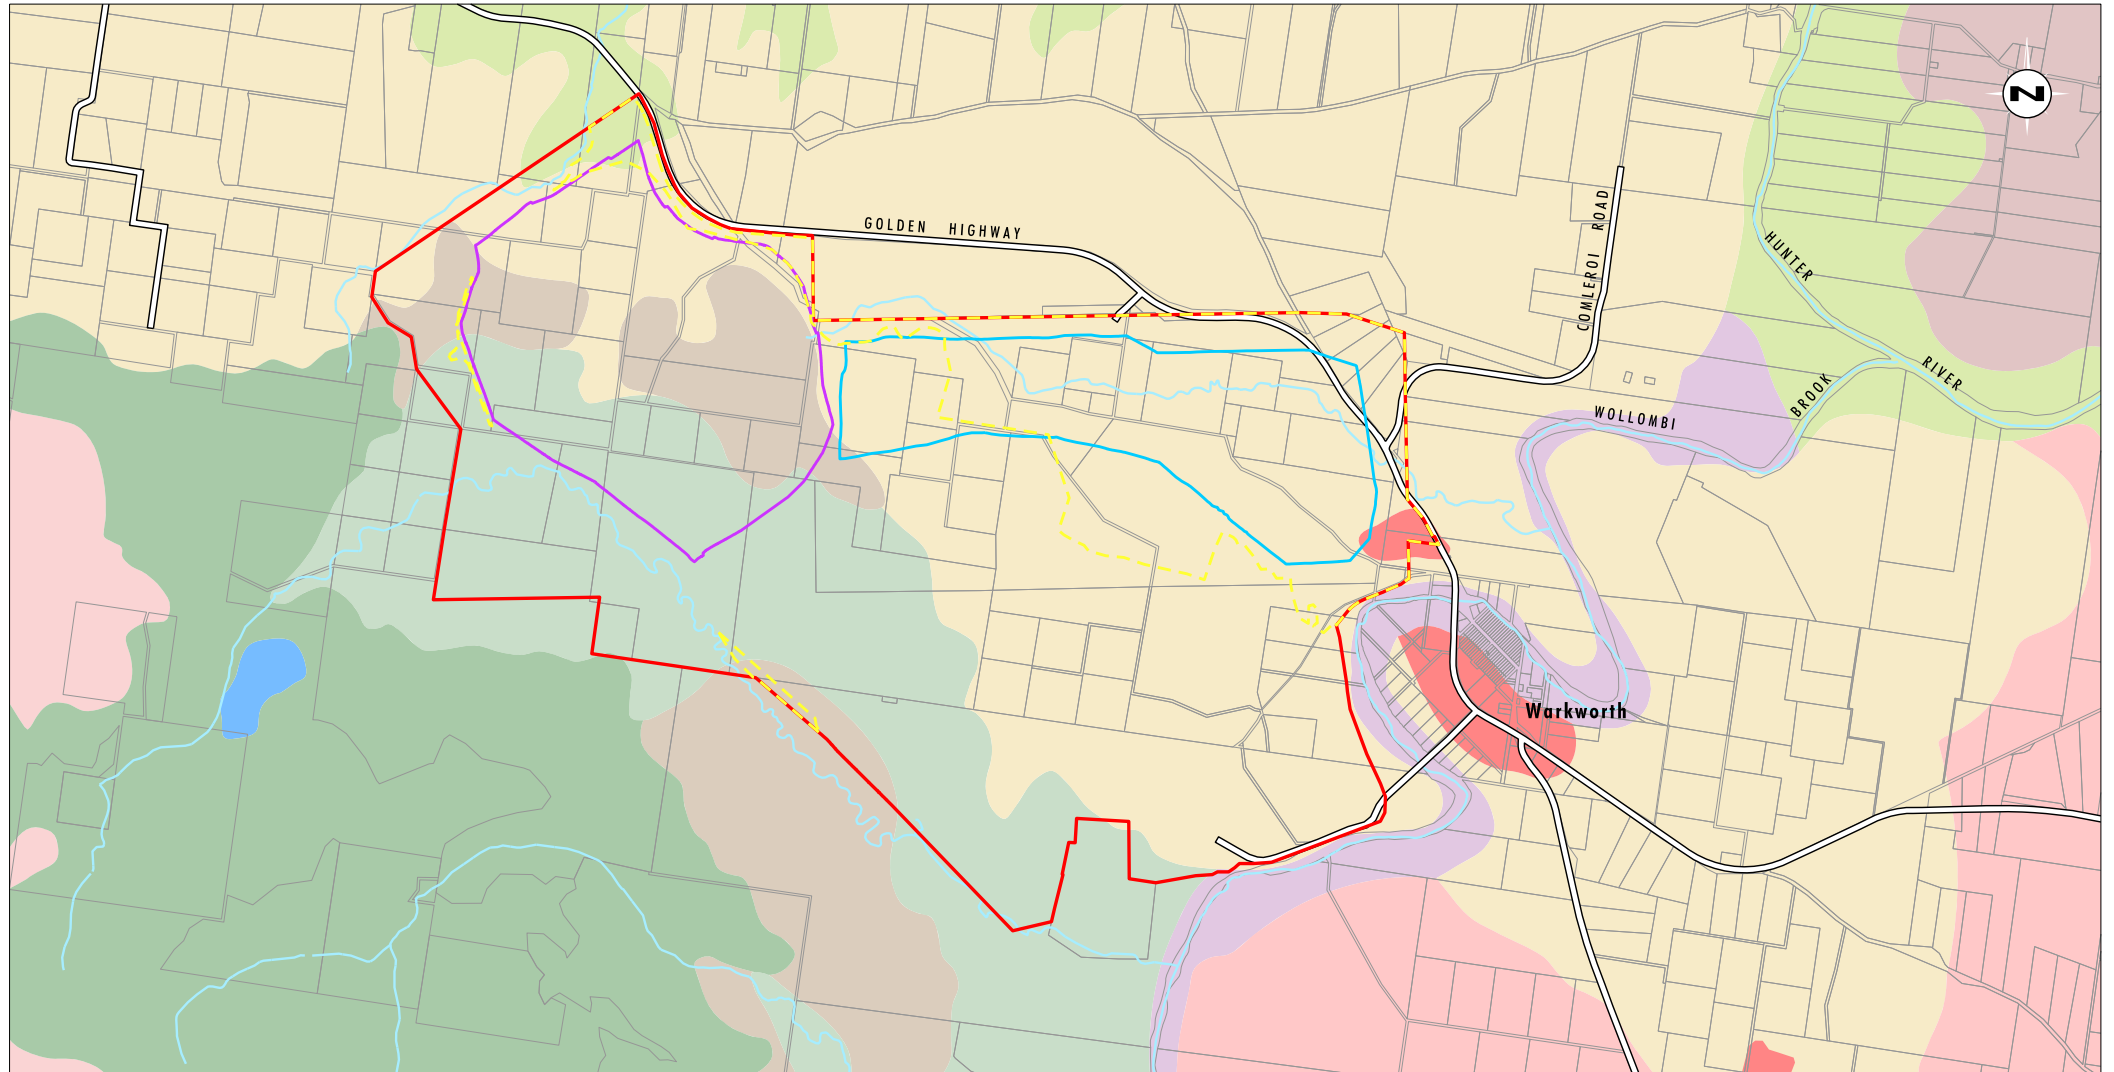 N
GOLDEN HIGHWAY
COMLEROI ROAD
HUNTER
RIVER
WOLLOMBI
BROOK
Warkworth